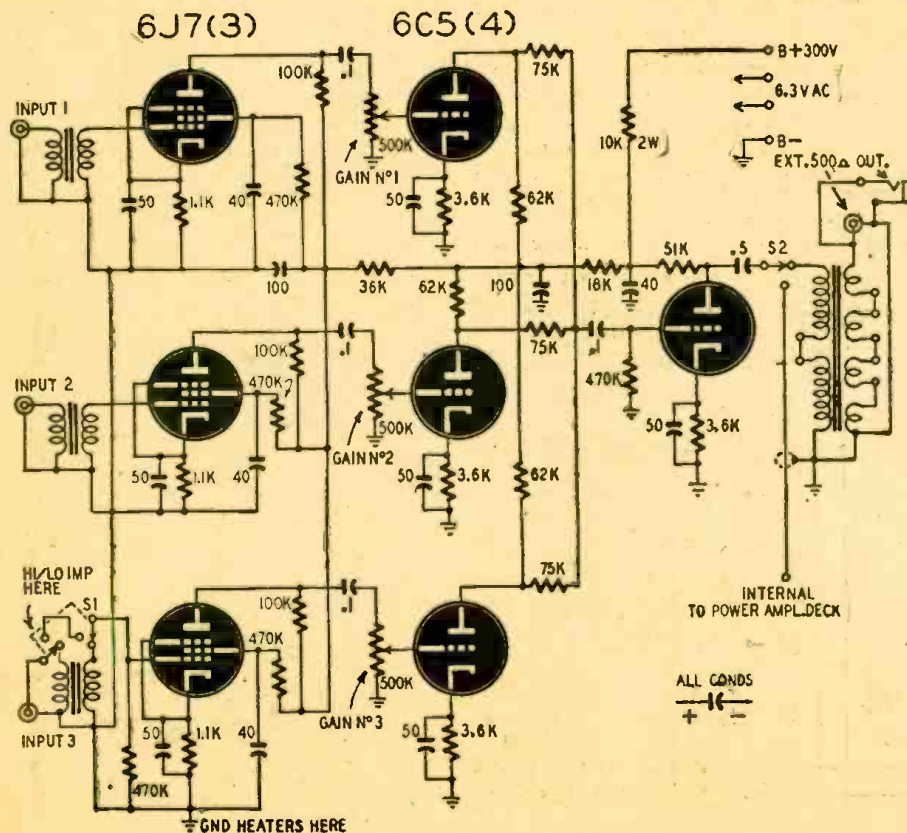 6J7(3)
6C5(4)
B+300V
6.3V AC
B-
EXT.500Ω OUT.
INPUT 1
50
1.1K
40
470K
100K
.1
500K
GAIN Nº1
50
3.6K
75K
62K
10K 2W
100
36K
62K
100
18K
40
51K
.5
S2
INPUT 2
50
1.1K
40
470K
100K
.1
500K
GAIN Nº2
50
3.6K
75K
.1
470K
50
3.6K
62K
HI/LO IMP
HERE
S1
INPUT 3
470K
50
1.1K
40
470K
100K
.1
500K
GAIN Nº3
50
3.6K
75K
INTERNAL
TO POWER AMPL.DECK
ALL CONDS
+ -
GND HEATERS HERE